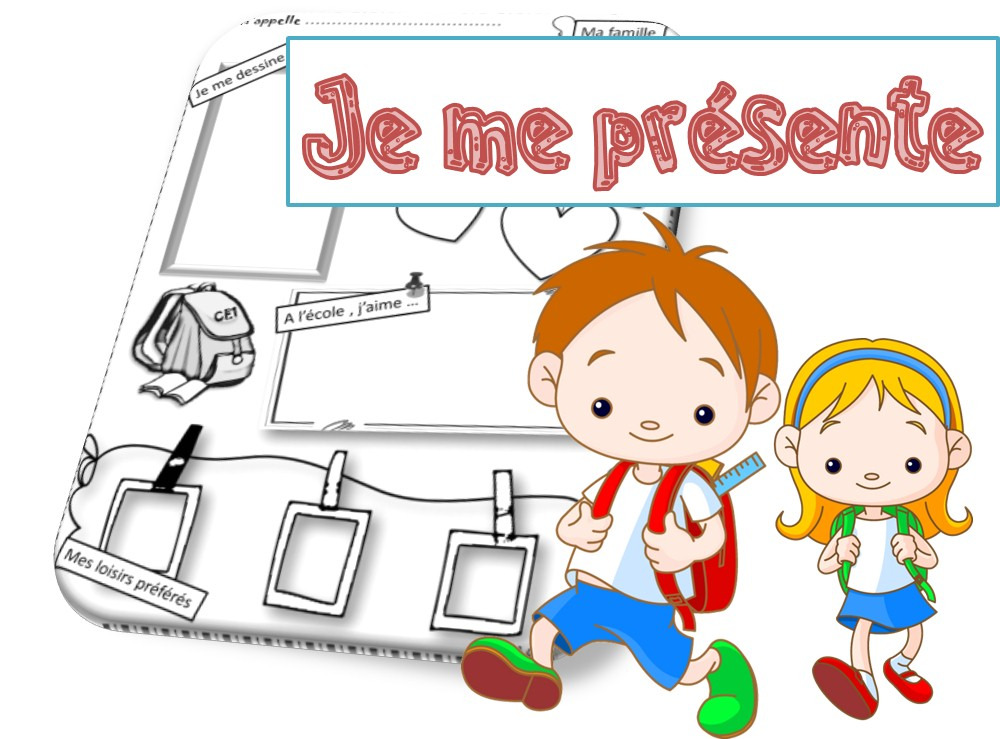 appelle ........................................
Ma famille
Je me dessine
Je me présente
CE1
A l'école , j'aime ...
Mes loisirs préférés